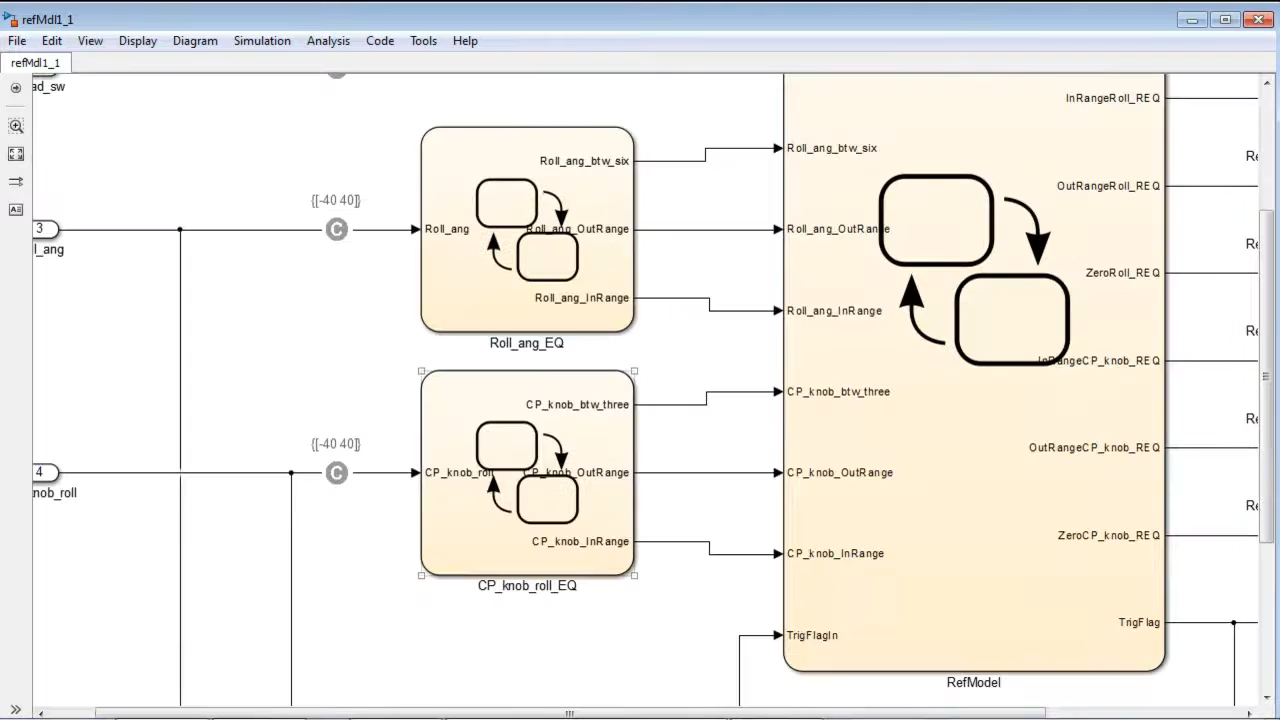 refMdl1_1
File Edit View Display Diagram Simulation Analysis Code Tools Help
refMdl1_1
ad_sw
InRangeRoll_REQ
Roll_ang_btw_six
Roll_ang_btw_six
Re
OutRangeRoll_REQ
{[-40 40]}
3
C
Roll_ang
Roll_ang_OutRange
Roll_ang_OutRange
l_ang
Re
ZeroRoll_REQ
Roll_ang_InRange
Roll_ang_InRange
Re
Roll_ang_EQ
InRangeCP_knob_REQ
CP_knob_btw_three
CP_knob_btw_three
Re
{[-40 40]}
OutRangeCP_knob_REQ
4
C
CP_knob_roll
CP_knob_OutRange
CP_knob_OutRange
nob_roll
Re
CP_knob_InRange
ZeroCP_knob_REQ
CP_knob_InRange
CP_knob_roll_EQ
TrigFlag
TrigFlagIn
RefModel